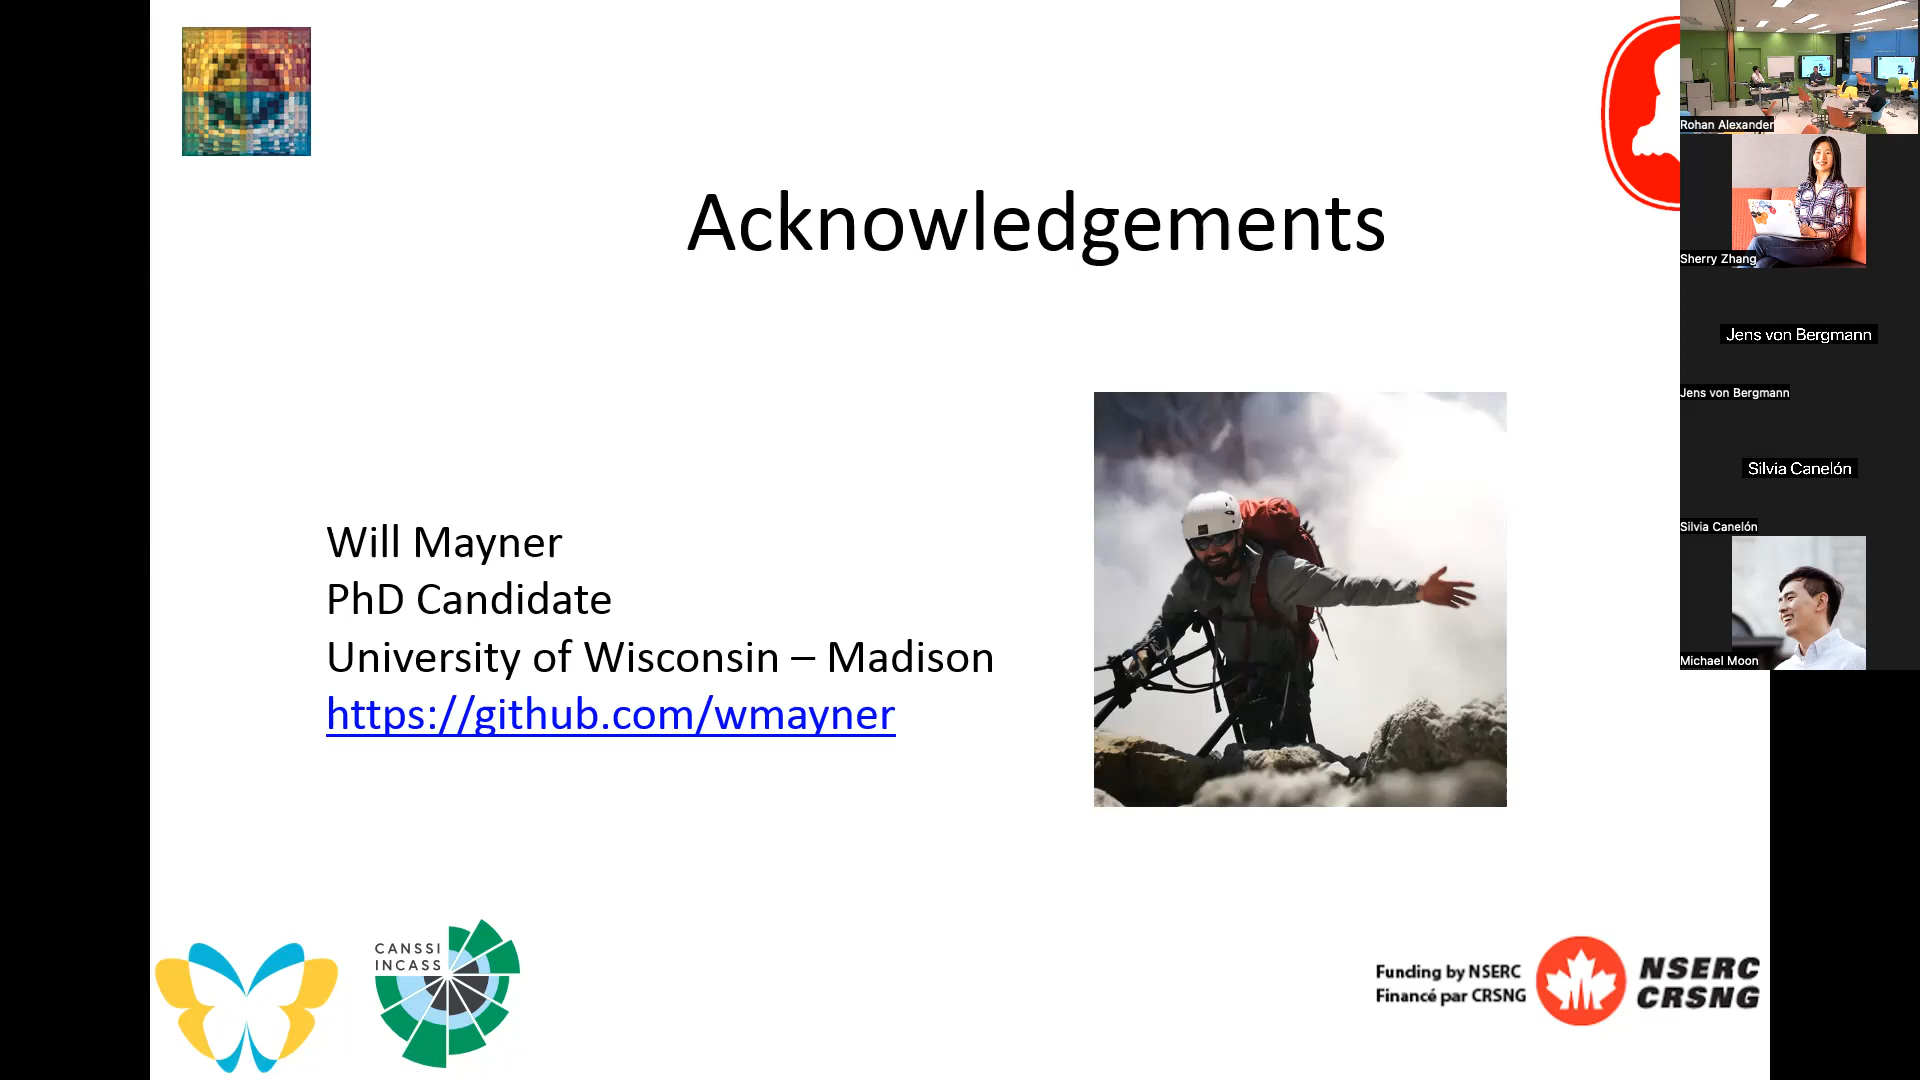 Acknowledgements
Will Mayner
PhD Candidate
University of Wisconsin – Madison
https://github.com/wmayner
CANSSI
INCASS
Funding by NSERC
Financé par CRSNG
NSERC
CRSNG
Rohan Alexander
Sherry Zhang
Jens von Bergmann
Jens von Bergmann
Silvia Canelón
Silvia Canelón
Michael Moon